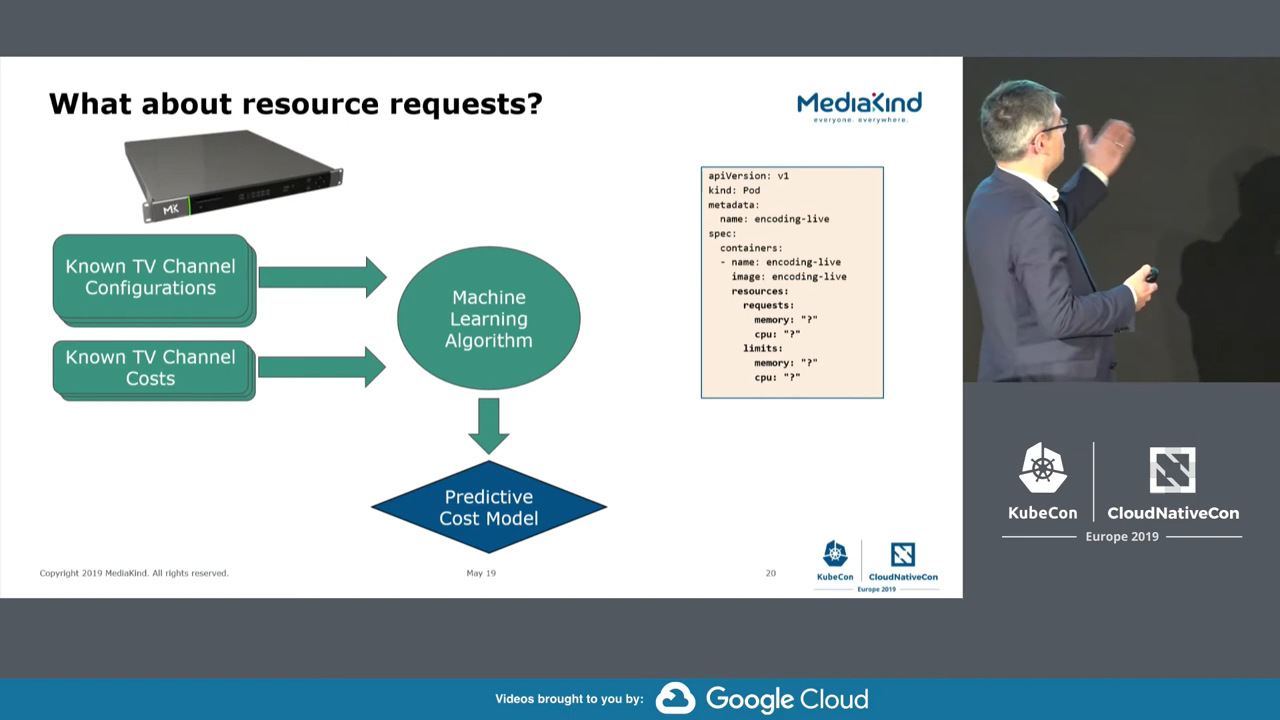 What about resource requests?
MEDIAKIND
everyone. everywhere.
MK
Known TV Channel
Configurations
Known TV Channel
Costs
Machine
Learning
Algorithm
Predictive
Cost Model
apiVersion: v1
kind: Pod
metadata:
  name: encoding-live
spec:
  containers:
  - name: encoding-live
    image: encoding-live
    resources:
      requests:
        memory: "?"
        cpu: "?"
      limits:
        memory: "?"
        cpu: "?"
Copyright 2019 MediaKind. All rights reserved.
May 19
20
KubeCon
CloudNativeCon
Europe 2019
KubeCon
CloudNativeCon
Europe 2019
Videos brought to you by:
Google Cloud